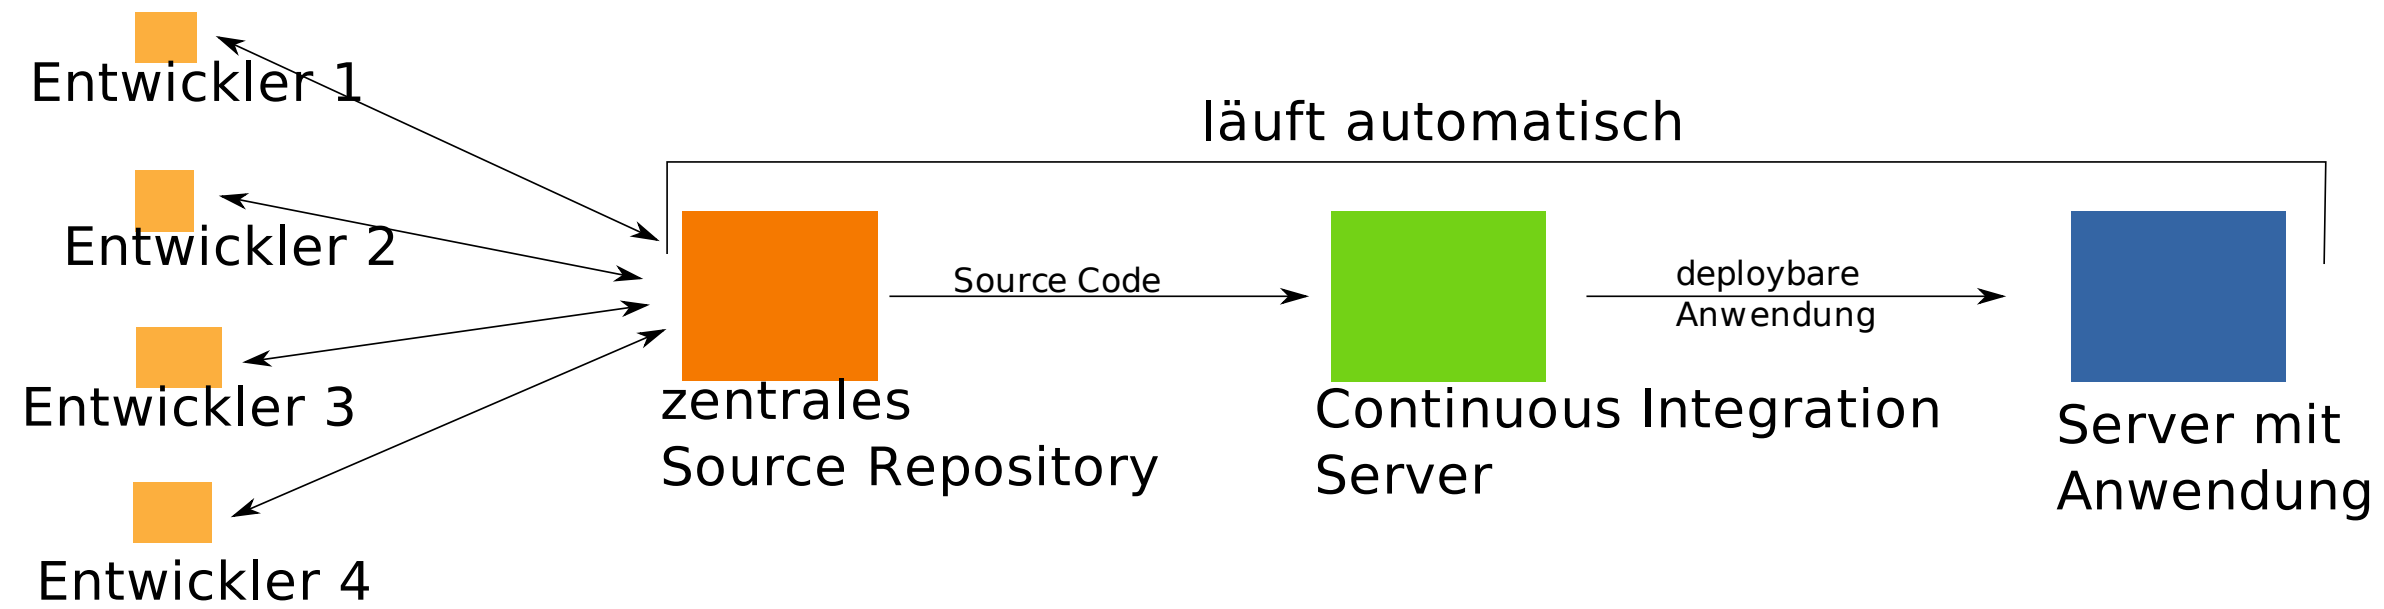 Entwickler 1
Entwickler 2
Entwickler 3
Entwickler 4
läuft automatisch
zentrales
Source Repository
Source Code
Continuous Integration
Server
deploybare
Anwendung
Server mit
Anwendung